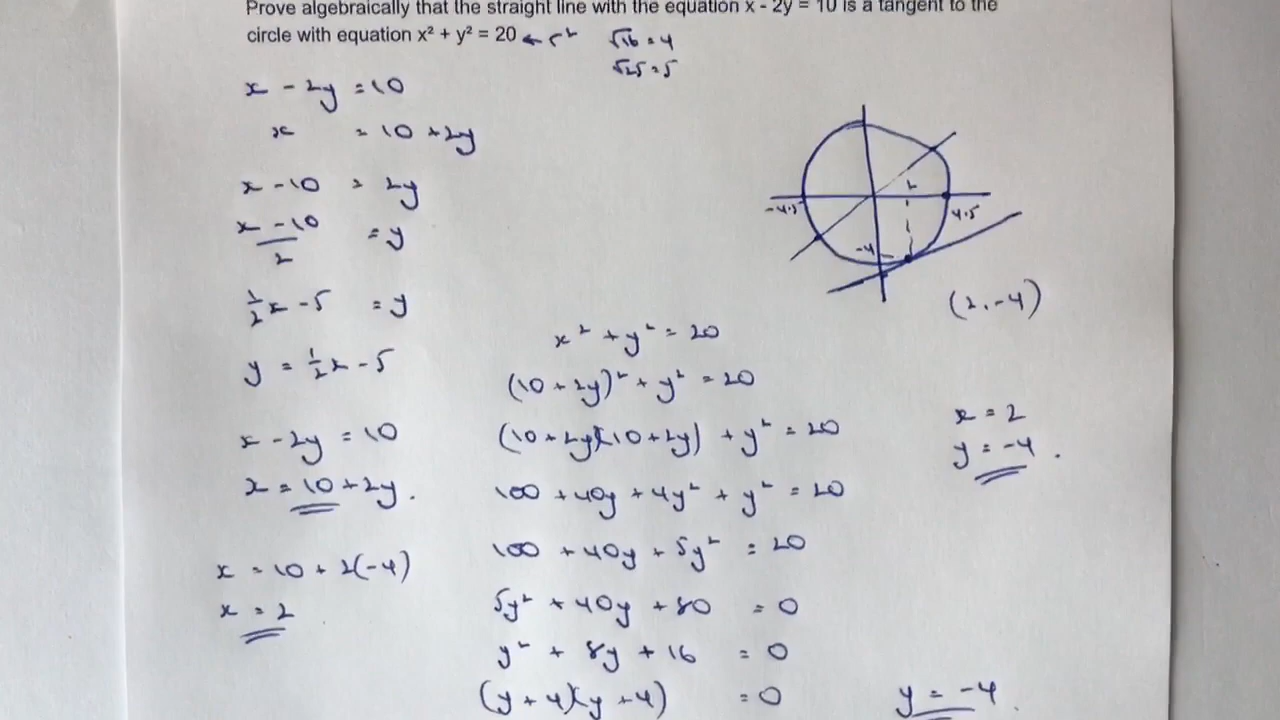 Prove algebraically that the straight line with the equation x - 2y = 10 is a tangent to the
circle with equation x² + y² = 20 ← r²
√16 = 4
√25 = 5
x - 2y = 10
x = 10 + 2y
x - 10 = 2y
x - 10 = y
2
1/2x - 5 = y
y = 1/2x - 5
x - 2y = 10
x = 10 + 2y.
x = 10 + 2(-4)
x = 2
-4.5
2
4.5
-4
(2,-4)
x² + y² = 20
(10 + 2y)² + y² = 20
(10 + 2y)(10 + 2y) + y² = 20
100 + 40y + 4y² + y² = 20
100 + 40y + 5y² = 20
5y² + 40y + 80 = 0
y² + 8y + 16 = 0
(y + 4)(y + 4) = 0
y = -4.
x = 2
y = -4.